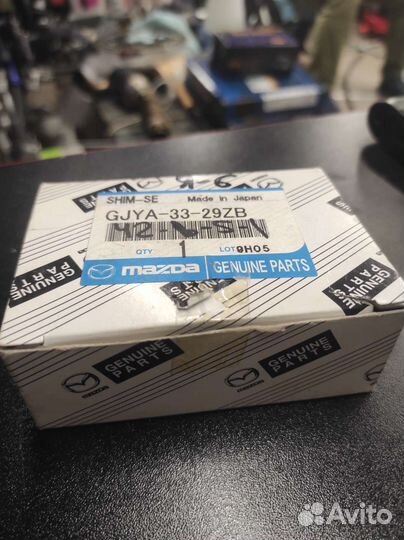 SHIM-SE Made in Japan
GJYA-33-29ZB
QTY 1 LOT 9H05
mazda GENUINE PARTS
GENUINE PARTS
GENUINE PARTS
GENUINE PARTS
mazda
GENUINE PARTS
mazda
Avito